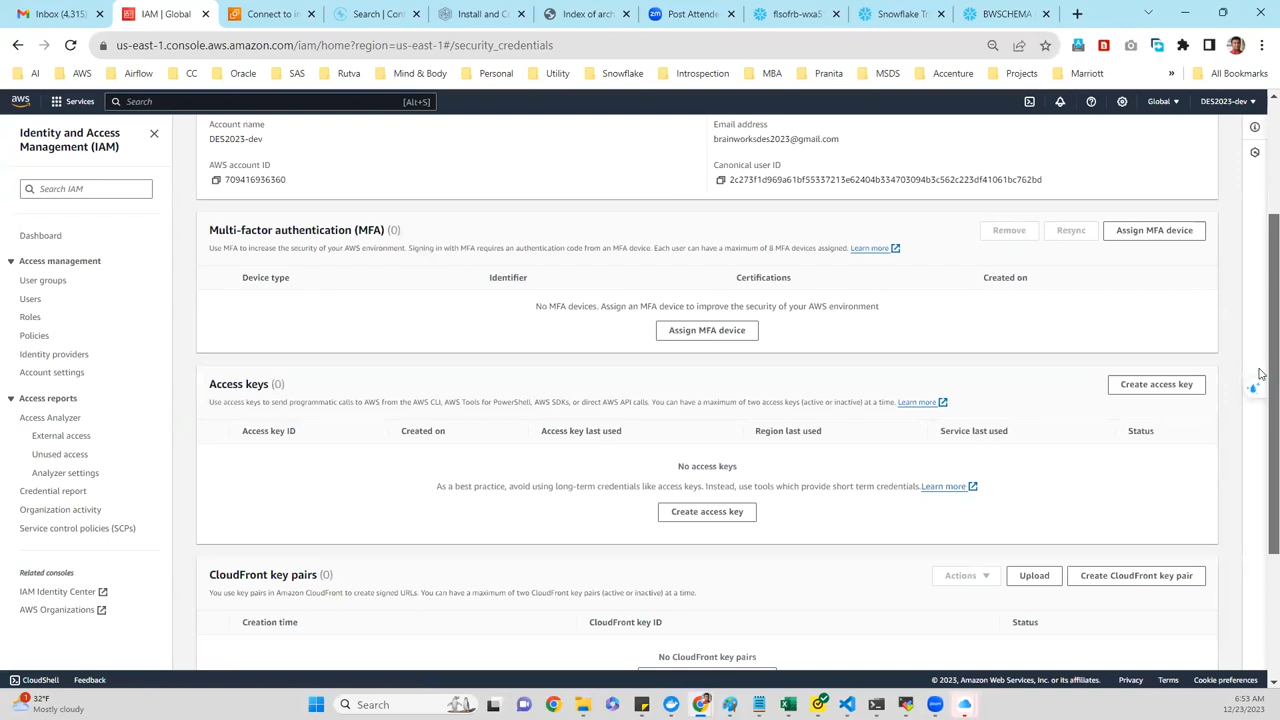 Inbox (4,315)
IAM | Global
Connect to in
Search | Cont
Install and Co
Index of arch
Post Attende
flsofrb-wxa3
Snowflake T
BWSCHEMA
us-east-1.console.aws.amazon.com/iam/home?region=us-east-1#/security_credentials
AI
AWS
Airflow
CC
Oracle
SAS
Rutva
Mind & Body
Personal
Utility
Snowflake
Introspection
MBA
Pranita
MSDS
Accenture
Projects
Marriott
»
All Bookmarks
aws
Services
Search
[Alt+S]
Global
DES2023-dev
Identity and Access
Management (IAM)
Search IAM
Dashboard
Access management
User groups
Users
Roles
Policies
Identity providers
Account settings
Access reports
Access Analyzer
External access
Unused access
Analyzer settings
Credential report
Organization activity
Service control policies (SCPs)
Related consoles
IAM Identity Center
AWS Organizations
Account name
DES2023-dev
Email address
brainworksdes2023@gmail.com
AWS account ID
709416936360
Canonical user ID
2c273f1d969a61bf55337213e62404b334703094b3c562c223df41061bc762bd
Multi-factor authentication (MFA) (0)
Remove
Resync
Assign MFA device
Use MFA to increase the security of your AWS environment. Signing in with MFA requires an authentication code from an MFA device. Each user can have a maximum of 8 MFA devices assigned. Learn more
Device type
Identifier
Certifications
Created on
No MFA devices. Assign an MFA device to improve the security of your AWS environment
Assign MFA device
Access keys (0)
Create access key
Use access keys to send programmatic calls to AWS from the AWS CLI, AWS Tools for PowerShell, AWS SDKs, or direct AWS API calls. You can have a maximum of two access keys (active or inactive) at a time. Learn more
Access key ID
Created on
Access key last used
Region last used
Service last used
Status
No access keys
As a best practice, avoid using long-term credentials like access keys. Instead, use tools which provide short term credentials. Learn more
Create access key
CloudFront key pairs (0)
Actions
Upload
Create CloudFront key pair
You use key pairs in Amazon CloudFront to create signed URLs. You can have a maximum of two CloudFront key pairs (active or inactive) at a time.
Creation time
CloudFront key ID
Status
No CloudFront key pairs
CloudShell
Feedback
© 2023, Amazon Web Services, Inc. or its affiliates.
Privacy
Terms
Cookie preferences
32°F
Mostly cloudy
Search
6:53 AM
12/23/2023